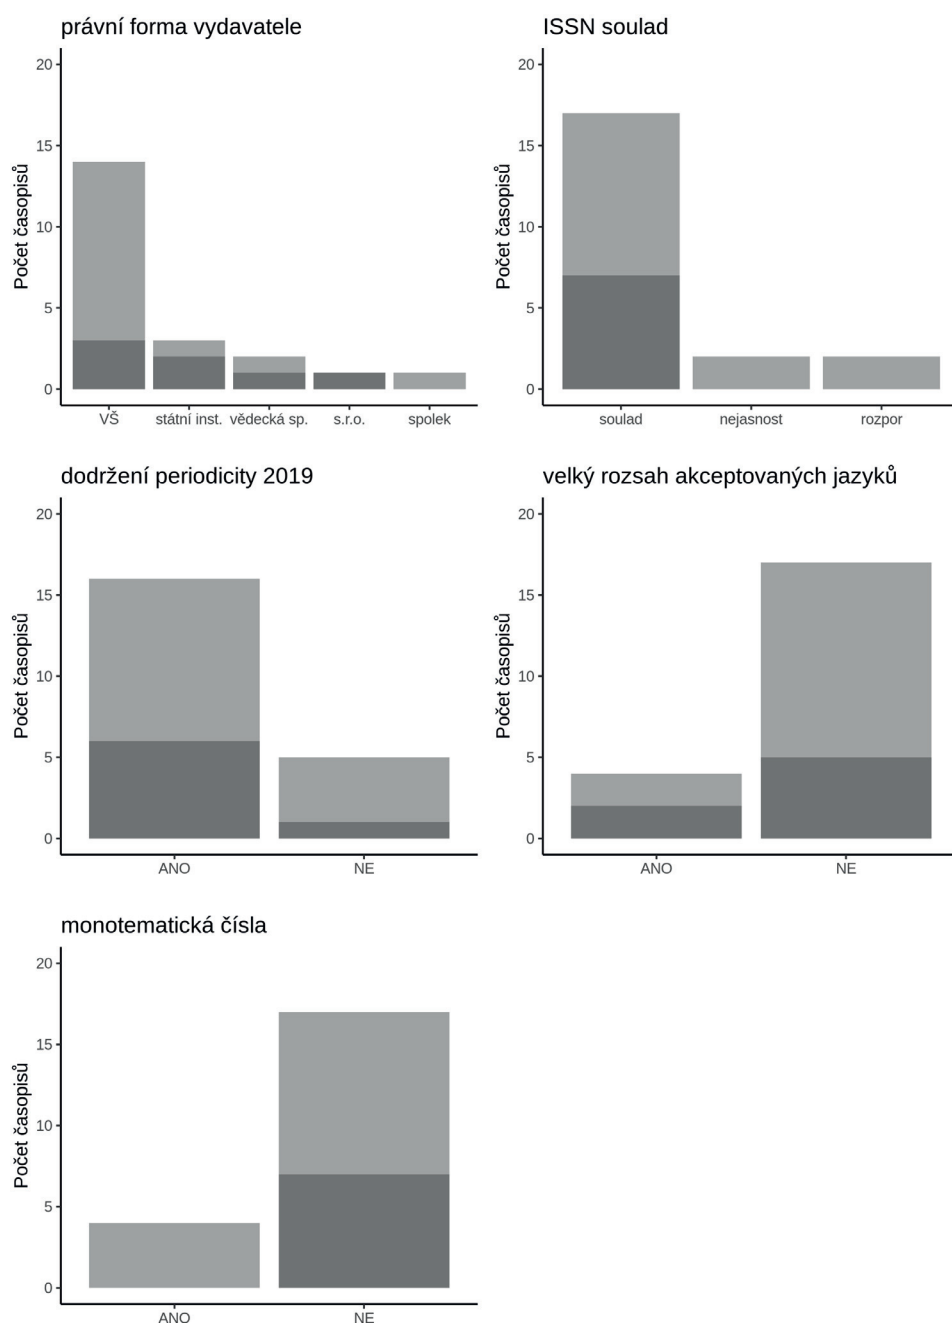 právní forma vydavatele
20
15
10
5
0
Počet časopisů
VŠ státní inst. vědecká sp. s.r.o. spolek
ISSN soulad
20
15
10
5
0
Počet časopisů
soulad nejasnost rozpor
dodržení periodicity 2019
20
15
10
5
0
Počet časopisů
ANO NE
velký rozsah akceptovaných jazyků
20
15
10
5
0
Počet časopisů
ANO NE
monotematická čísla
20
15
10
5
0
Počet časopisů
ANO NE